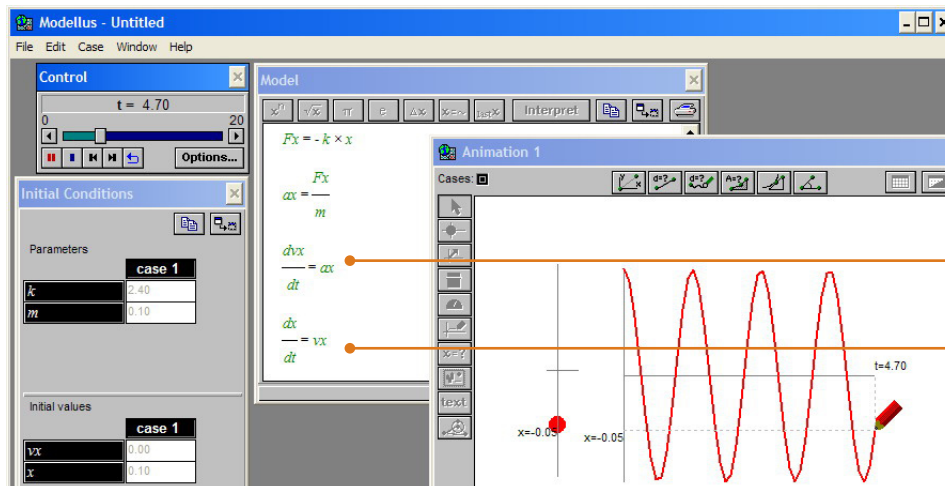 Modellus - Untitled
File Edit Case Window Help
Control
t = 4.70
0 20
Options...
Initial Conditions
Parameters
case 1
k 2.40
m 0.10
Initial values
case 1
vx 0.00
x 0.10
Model
xⁿ √x π e Δx Interpret
Fx = - k × x
ax = Fx / m
dvx / dt = ax
dx / dt = vx
Animation 1
Cases:
d=? d=? A=?
x=?
text
t=4.70
x=-0.05 x=-0.05